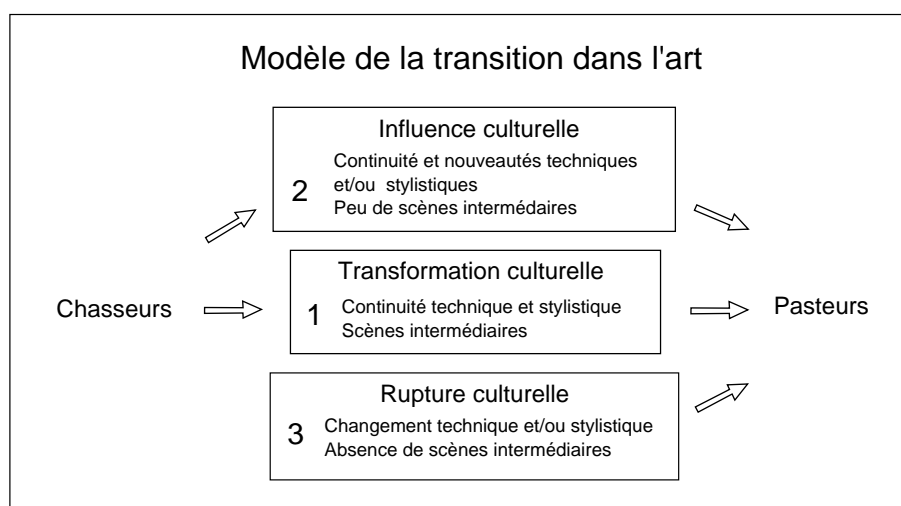 Modèle de la transition dans l'art
Influence culturelle
2
Continuité et nouveautés techniques
et/ou stylistiques
Peu de scènes intermédaires
Chasseurs
Transformation culturelle
1
Continuité technique et stylistique
Scènes intermédiaires
Pasteurs
Rupture culturelle
3
Changement technique et/ou stylistique
Absence de scènes intermédiaires